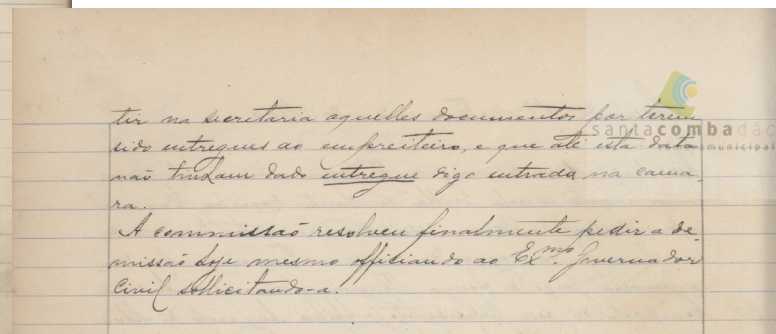 tir na secretaria aquelles documentos por terem
santacombadão
sido entregues ao empreiteiro, e que até esta data
municipal
não tinham dado entregue digo entrada na cama-
ra.
A commissão resolveu finalmente pedir a de-
missão hoje mesmo officiando ao Ex.mo Governador
Civil sollicitando-a.